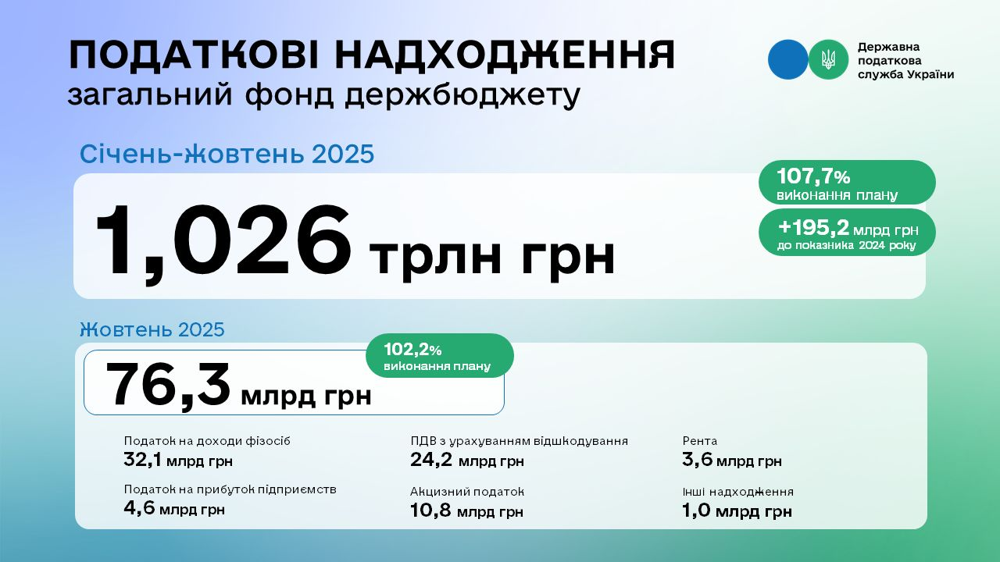 ПОДАТКОВІ НАДХОДЖЕННЯ
загальний фонд держбюджету
Державна
податкова
служба України
Січень-жовтень 2025
1,026 трлн грн
107,7%
виконання плану
+195,2 млрд грн
до показника 2024 року
Жовтень 2025
76,3 млрд грн
102,2%
виконання плану
Податок на доходи фізосіб
32,1 млрд грн
ПДВ з урахуванням відшкодування
24,2 млрд грн
Рента
3,6 млрд грн
Податок на прибуток підприємств
4,6 млрд грн
Акцизний податок
10,8 млрд грн
Інші надходження
1,0 млрд грн